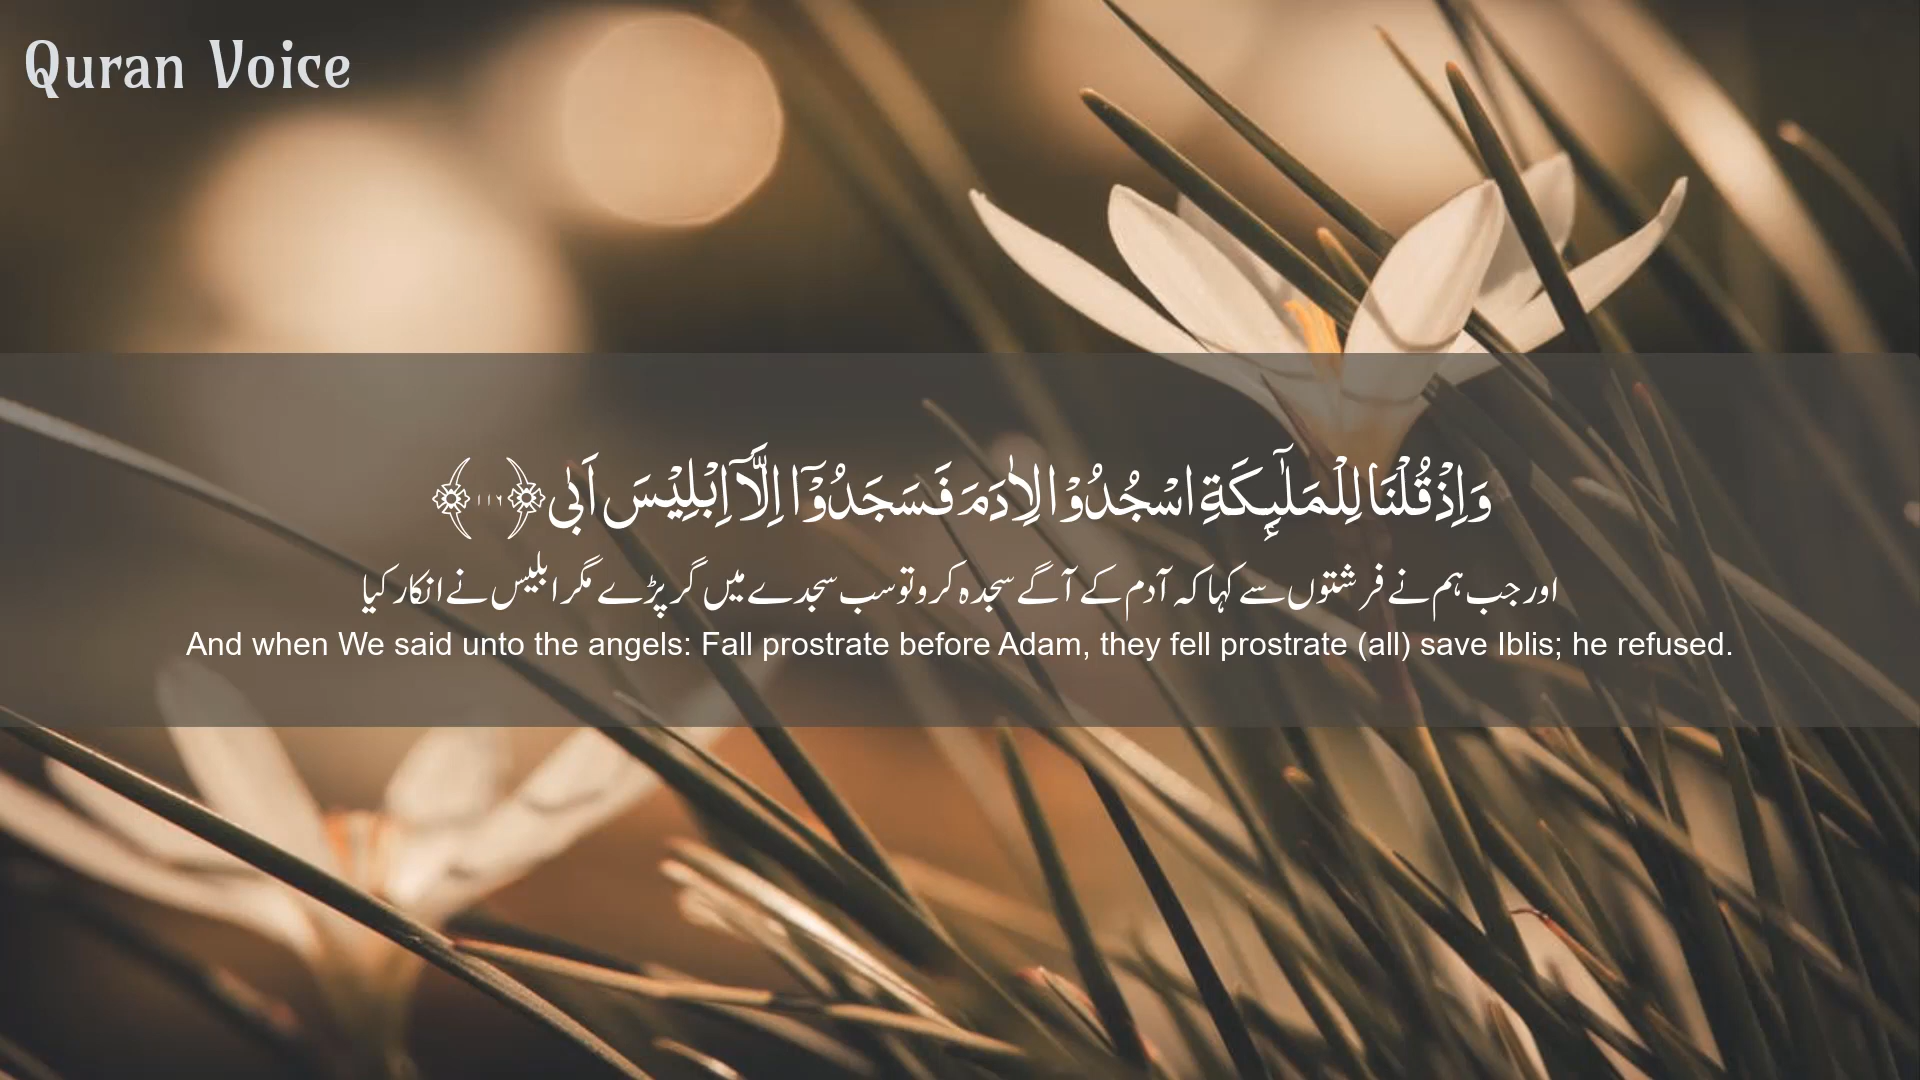 Quran Voice
وَاِذْ قُلْنَا لِلْمَلٰٓئِكَةِ اسْجُدُوْا لِاٰدَمَ فَسَجَدُوْٓا اِلَّآ اِبْلِيْسَ اَبٰى ﴿١١٦﴾
اور جب ہم نے فرشتوں سے کہا کہ آدم کے آگے سجدہ کرو تو سب سجدے میں گر پڑے مگر ابلیس نے انکار کیا
And when We said unto the angels: Fall prostrate before Adam, they fell prostrate (all) save Iblis; he refused.